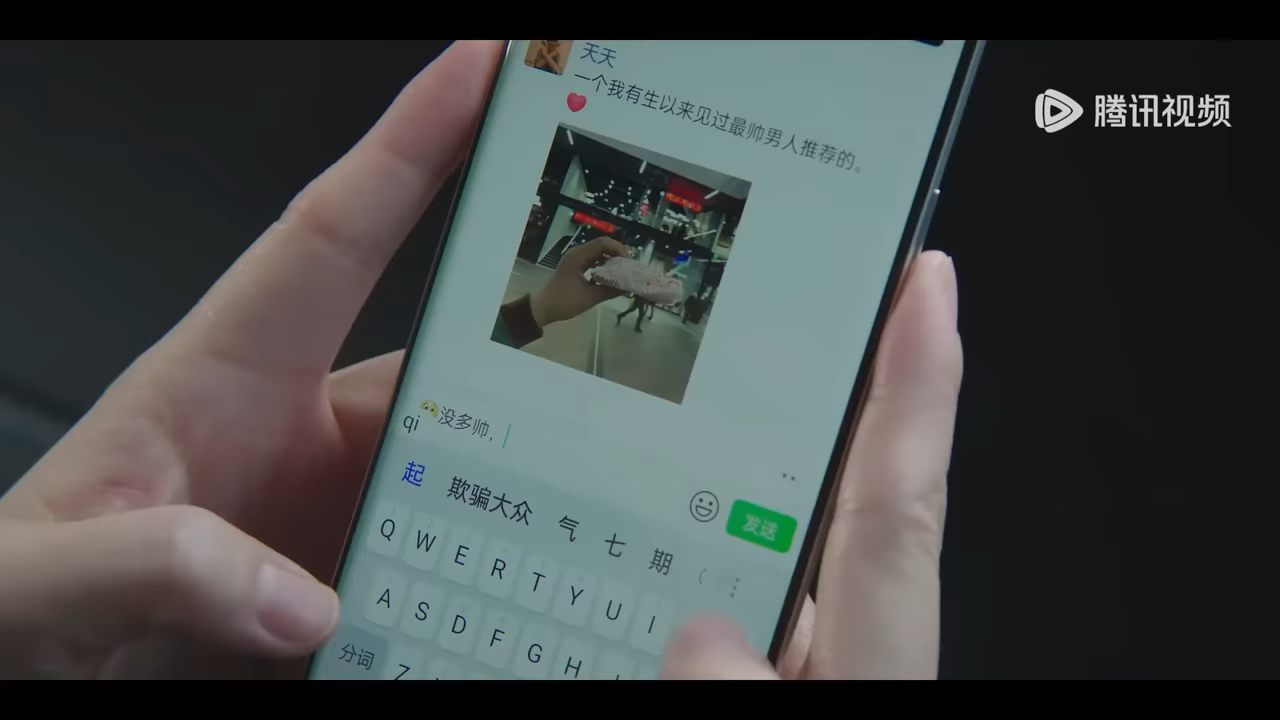 腾讯视频
天天
一个我有生以来见过最帅男人推荐的。
没多帅,
qi
起 欺骗大众 气 七 期
发送
Q W E R T Y U I
A S D F G H
分词 Z